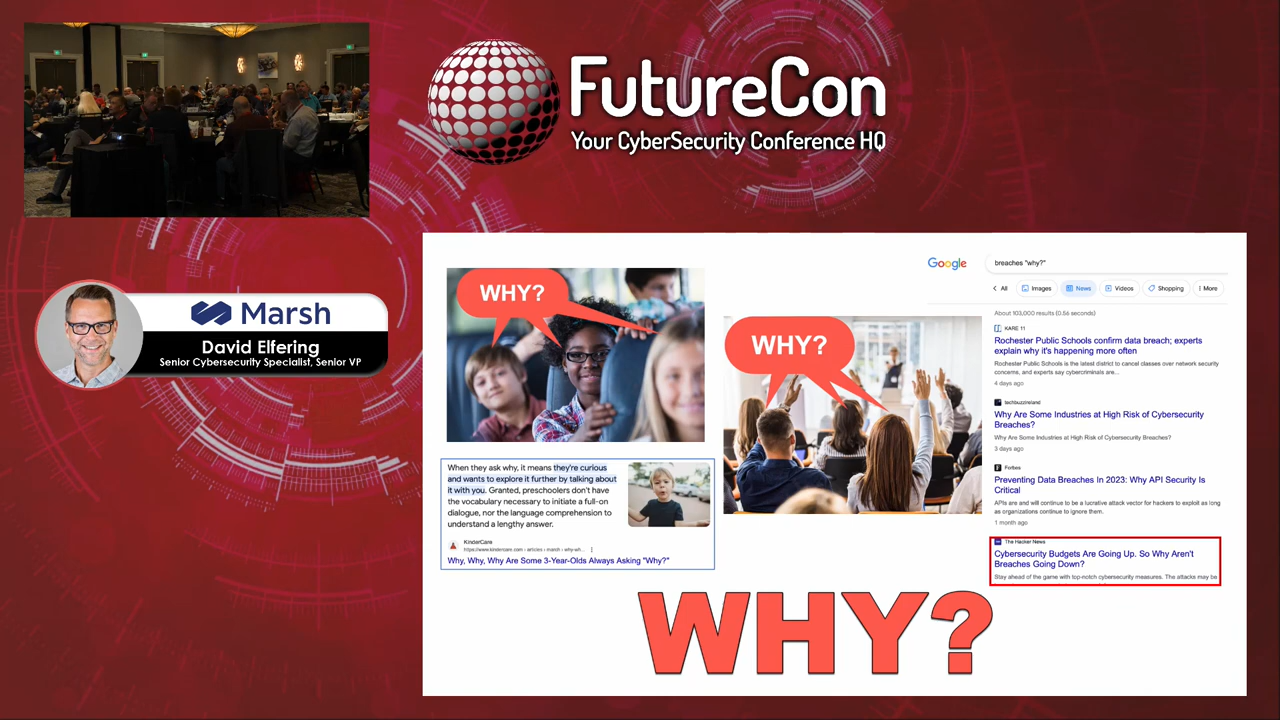 FutureCon
Your CyberSecurity Conference HQ
Marsh
David Elfering
Senior Cybersecurity Specialist, Senior VP
WHY?
When they ask why, it means they're curious
and wants to explore it further by talking about
it with you. Granted, preschoolers don't have
the vocabulary necessary to initiate a full-on
dialogue, nor the language comprehension to
understand a lengthy answer.
KinderCare
https://www.kindercare.com › articles › march › why-wh...
Why, Why, Why Are Some 3-Year-Olds Always Asking "Why?"
WHY?
Google
breaches "why?"
All
Images
News
Videos
Shopping
More
About 103,000 results (0.56 seconds)
KARE 11
Rochester Public Schools confirm data breach; experts
explain why it's happening more often
Rochester Public Schools is the latest district to cancel classes over network security
concerns, and experts say cybercriminals are...
4 days ago
techbuzzireland
Why Are Some Industries at High Risk of Cybersecurity
Breaches?
Why Are Some Industries at High Risk of Cybersecurity Breaches?
3 days ago
Forbes
Preventing Data Breaches In 2023: Why API Security Is
Critical
APIs are and will continue to be a lucrative attack vector for hackers to exploit as long
as organizations continue to ignore them.
1 month ago
The Hacker News
Cybersecurity Budgets Are Going Up. So Why Aren't
Breaches Going Down?
Stay ahead of the game with top-notch cybersecurity measures. The attacks may be
WHY?